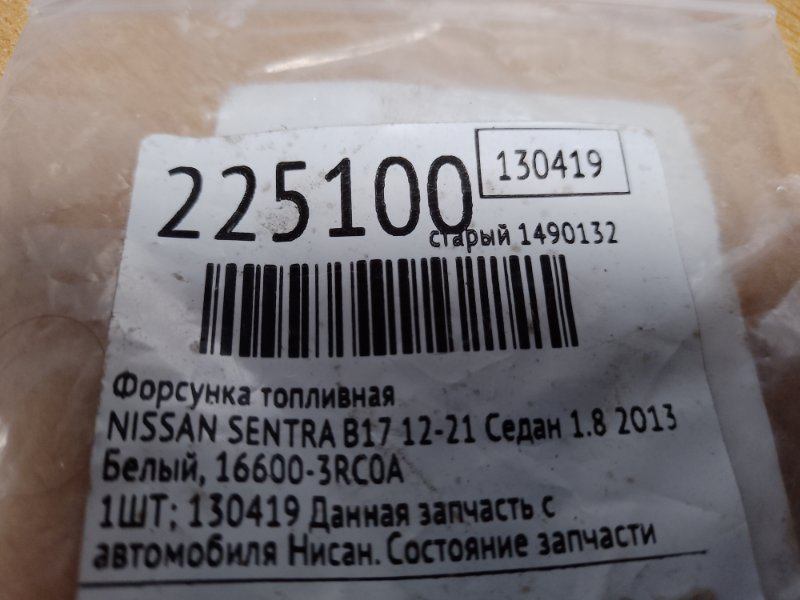 225100
130419
старый 1490132
Форсунка топливная
NISSAN SENTRA B17 12-21 Седан 1.8 2013
Белый, 16600-3RC0A
1ШТ; 130419 Данная запчасть с
автомобиля Нисан. Состояние запчасти